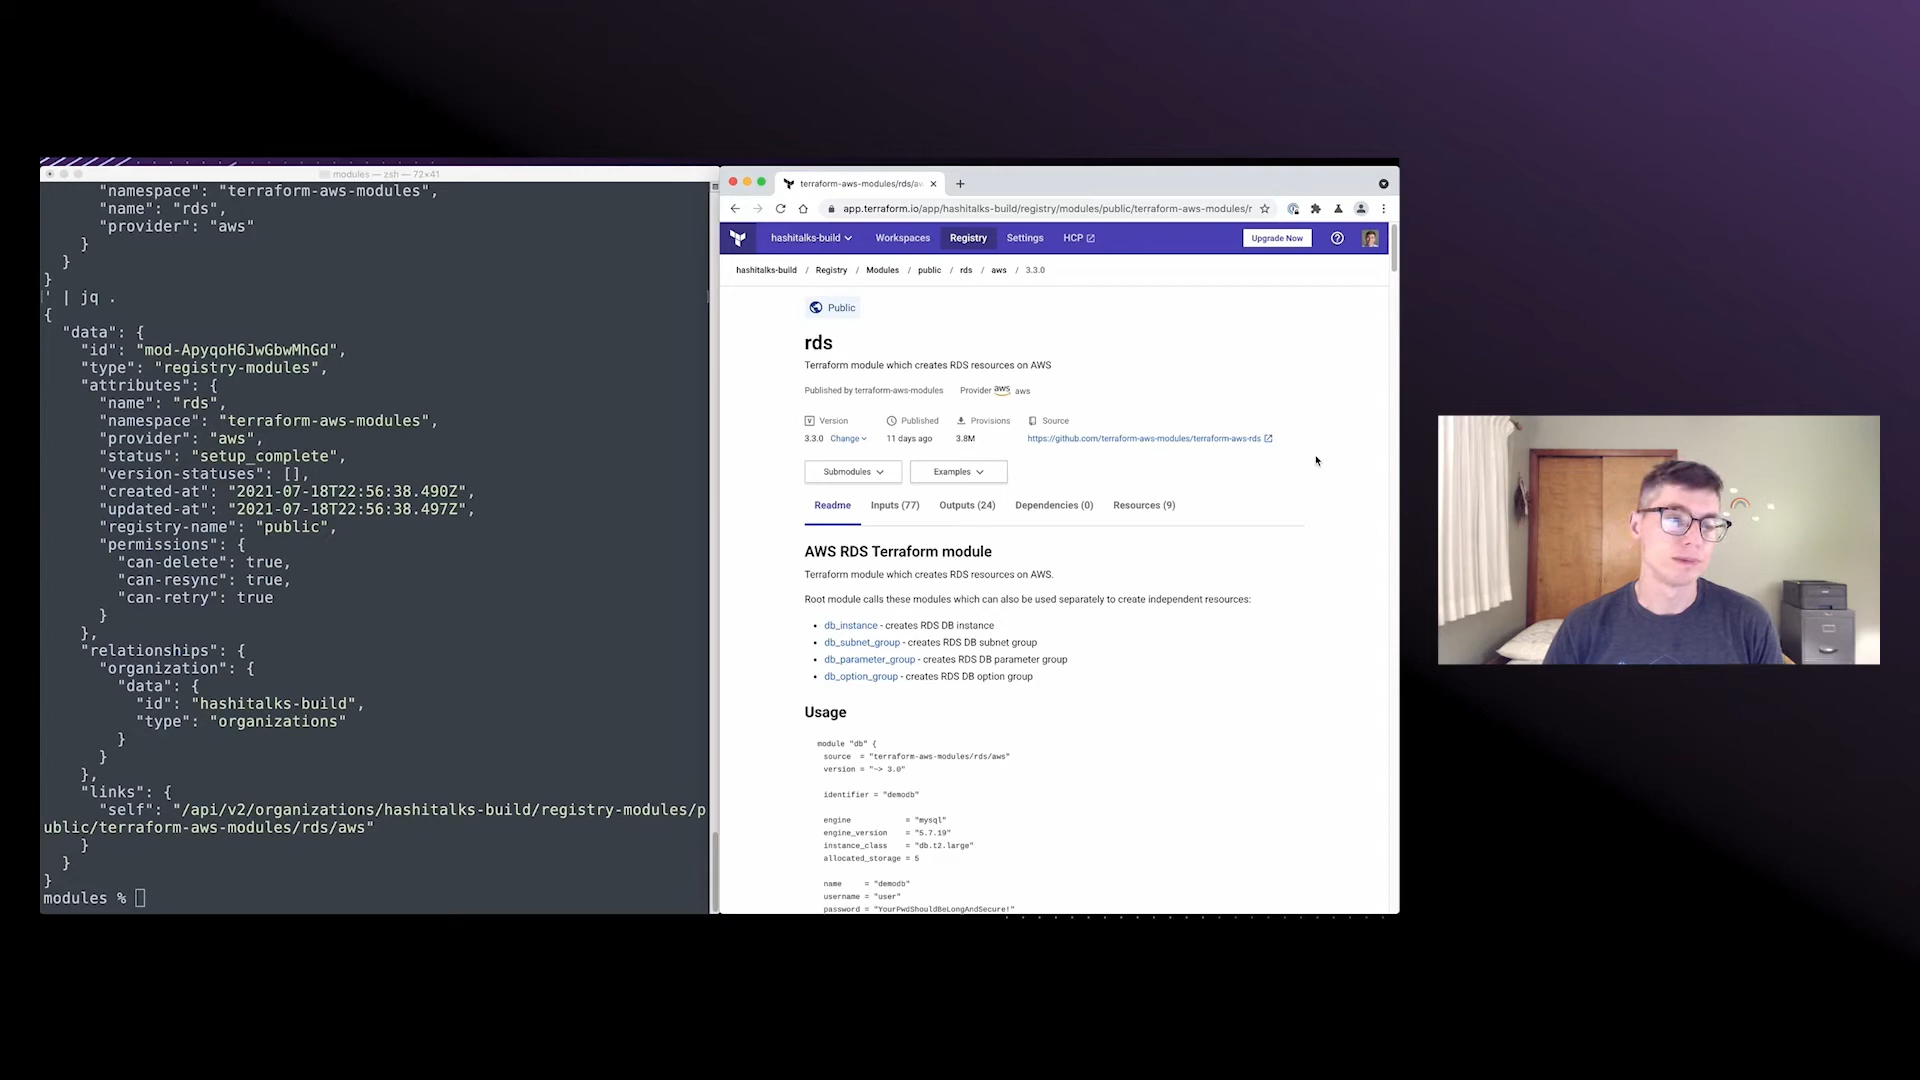 modules — zsh — 72×41
"namespace": "terraform-aws-modules",
"name": "rds",
"provider": "aws"
}
}
}
' | jq .
{
"data": {
"id": "mod-ApyqoH6JwGbwMhGd",
"type": "registry-modules",
"attributes": {
"name": "rds",
"namespace": "terraform-aws-modules",
"provider": "aws",
"status": "setup_complete",
"version-statuses": [],
"created-at": "2021-07-18T22:56:38.490Z",
"updated-at": "2021-07-18T22:56:38.497Z",
"registry-name": "public",
"permissions": {
"can-delete": true,
"can-resync": true,
"can-retry": true
}
},
"relationships": {
"organization": {
"data": {
"id": "hashitalks-build",
"type": "organizations"
}
}
},
"links": {
"self": "/api/v2/organizations/hashitalks-build/registry-modules/p
ublic/terraform-aws-modules/rds/aws"
}
}
}
modules %
terraform-aws-modules/rds/aw
app.terraform.io/app/hashitalks-build/registry/modules/public/terraform-aws-modules/r
hashitalks-build Workspaces Registry Settings HCP Upgrade Now
hashitalks-build / Registry / Modules / public / rds / aws / 3.3.0
Public
rds
Terraform module which creates RDS resources on AWS
Published by terraform-aws-modules Provider aws aws
Version Published Provisions Source
3.3.0 Change 11 days ago 3.8M https://github.com/terraform-aws-modules/terraform-aws-rds
Submodules Examples
Readme Inputs (77) Outputs (24) Dependencies (0) Resources (9)
AWS RDS Terraform module
Terraform module which creates RDS resources on AWS.
Root module calls these modules which can also be used separately to create independent resources:
• db_instance - creates RDS DB instance
• db_subnet_group - creates RDS DB subnet group
• db_parameter_group - creates RDS DB parameter group
• db_option_group - creates RDS DB option group
Usage
module "db" {
source = "terraform-aws-modules/rds/aws"
version = "~> 3.0"
identifier = "demodb"
engine = "mysql"
engine_version = "5.7.19"
instance_class = "db.t2.large"
allocated_storage = 5
name = "demodb"
username = "user"
password = "YourPwdShouldBeLongAndSecure!"